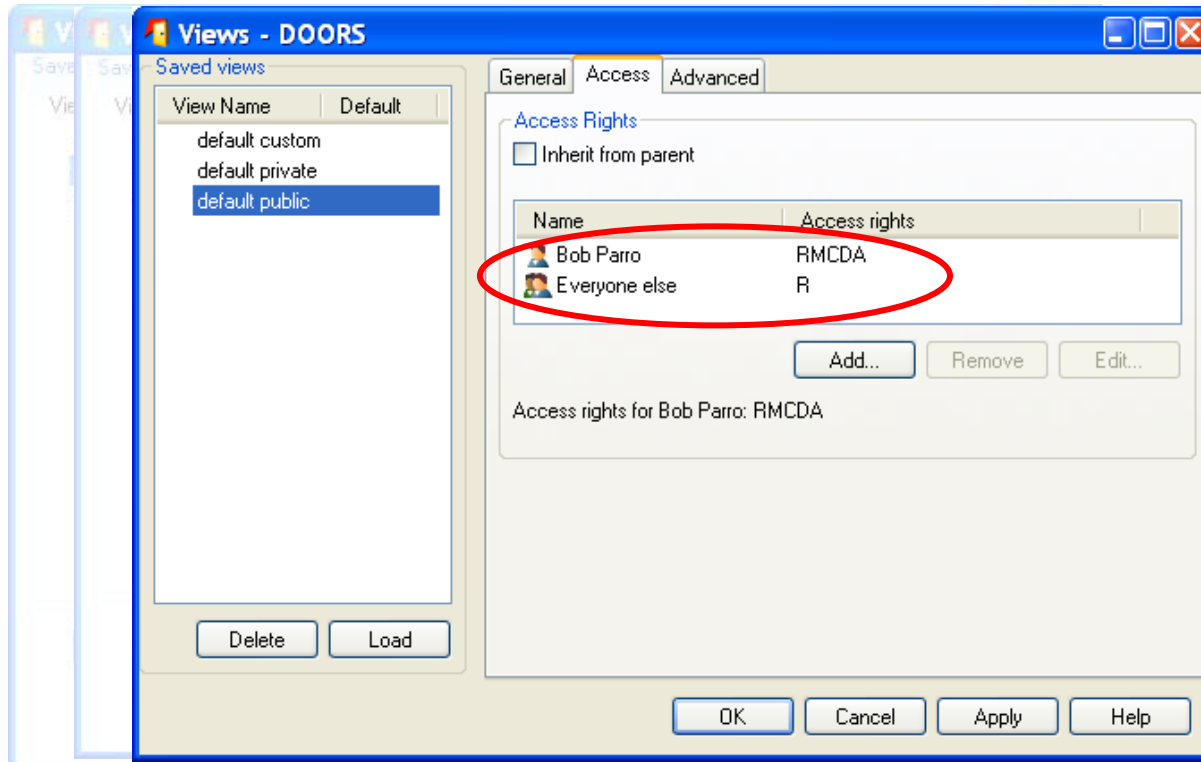 Views - DOORS
Saved views
View Name Default
default custom
default private
default public
Delete Load
General Access Advanced
Access Rights
Inherit from parent
Name Access rights
Bob Parro RMCDA
Everyone else R
Add... Remove Edit...
Access rights for Bob Parro: RMCDA
OK Cancel Apply Help